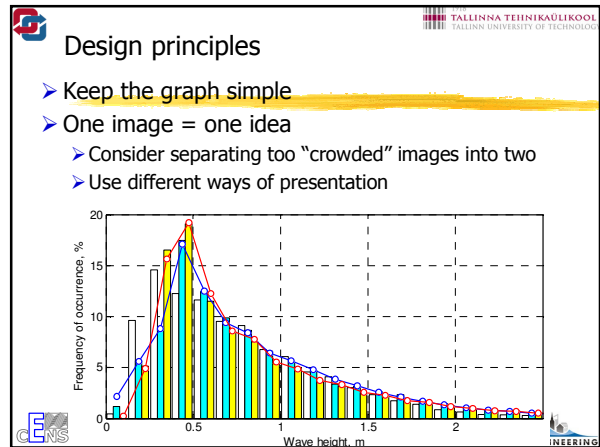 1918
TALLINNA TEHNIKAÜLIKOOL
TALLINN UNIVERSITY OF TECHNOLOGY
Design principles
Keep the graph simple
One image = one idea
Consider separating too “crowded” images into two
Use different ways of presentation
Frequency of occurrence, %
20
15
10
5
0
0 0.5 1 1.5 2
Wave height, m
CENS
INEERING